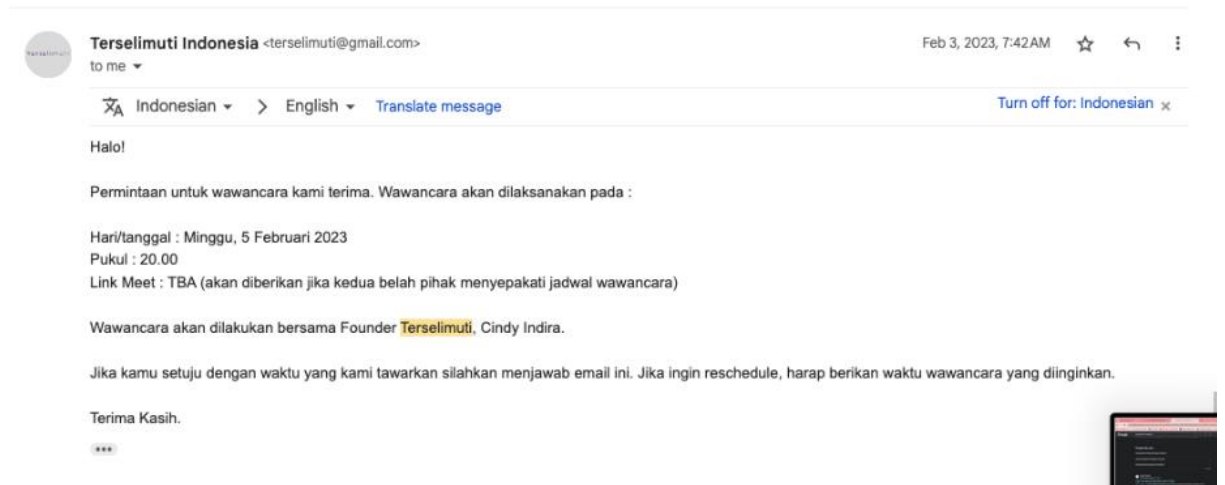 Terselimuti Indonesia <terselimuti@gmail.com>
Feb 3, 2023, 7:42 AM
to me
Indonesian > English Translate message
Turn off for: Indonesian ×
Halo!
Permintaan untuk wawancara kami terima. Wawancara akan dilaksanakan pada :
Hari/tanggal : Minggu, 5 Februari 2023
Pukul : 20.00
Link Meet : TBA (akan diberikan jika kedua belah pihak menyepakati jadwal wawancara)
Wawancara akan dilakukan bersama Founder Terselimuti, Cindy Indira.
Jika kamu setuju dengan waktu yang kami tawarkan silahkan menjawab email ini. Jika ingin reschedule, harap berikan waktu wawancara yang diinginkan.
Terima Kasih.